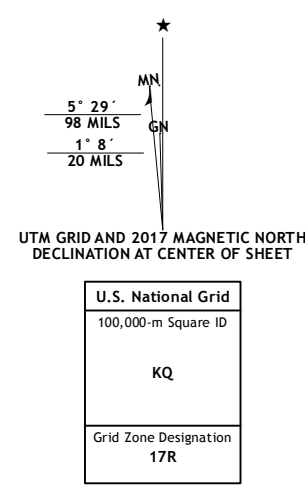 ★
MN
5° 29´
98 MILS
GN
1° 8´
20 MILS
UTM GRID AND 2017 MAGNETIC NORTH
DECLINATION AT CENTER OF SHEET
U.S. National Grid
100,000-m Square ID
KQ
Grid Zone Designation
17R